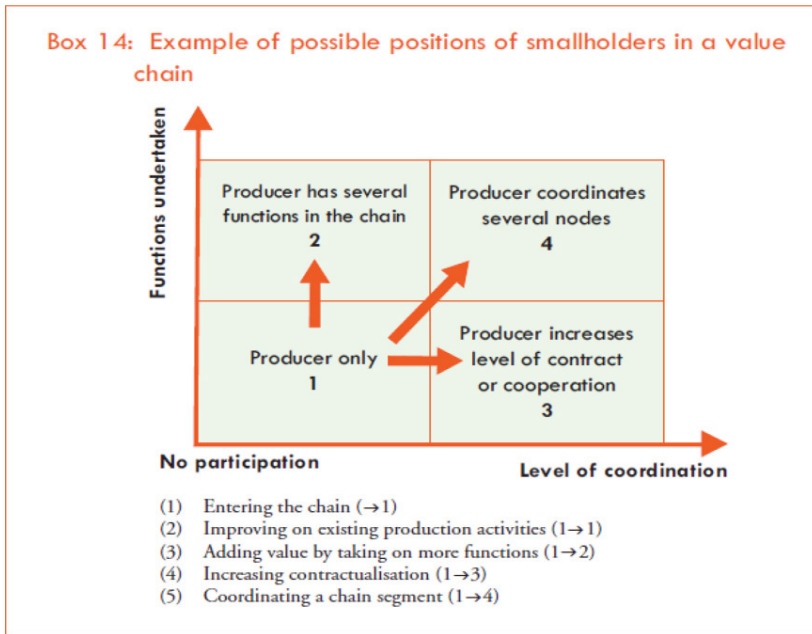 Box 14: Example of possible positions of smallholders in a value
chain
Functions undertaken
Producer has several
functions in the chain
2
Producer coordinates
several nodes
4
Producer only
1
Producer increases
level of contract
or cooperation
3
No participation
Level of coordination
(1) Entering the chain (→1)
(2) Improving on existing production activities (1→1)
(3) Adding value by taking on more functions (1→2)
(4) Increasing contractualisation (1→3)
(5) Coordinating a chain segment (1→4)